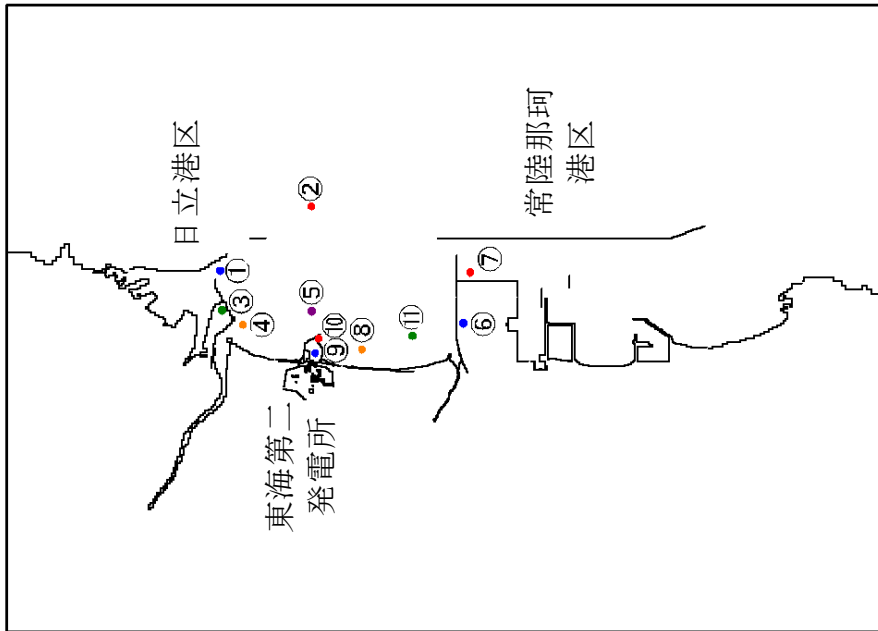 日立港区
常陸那珂
港区
②
①
③
④
⑤
⑩
⑨
⑧
⑪
⑦
⑥
東海第二
発電所